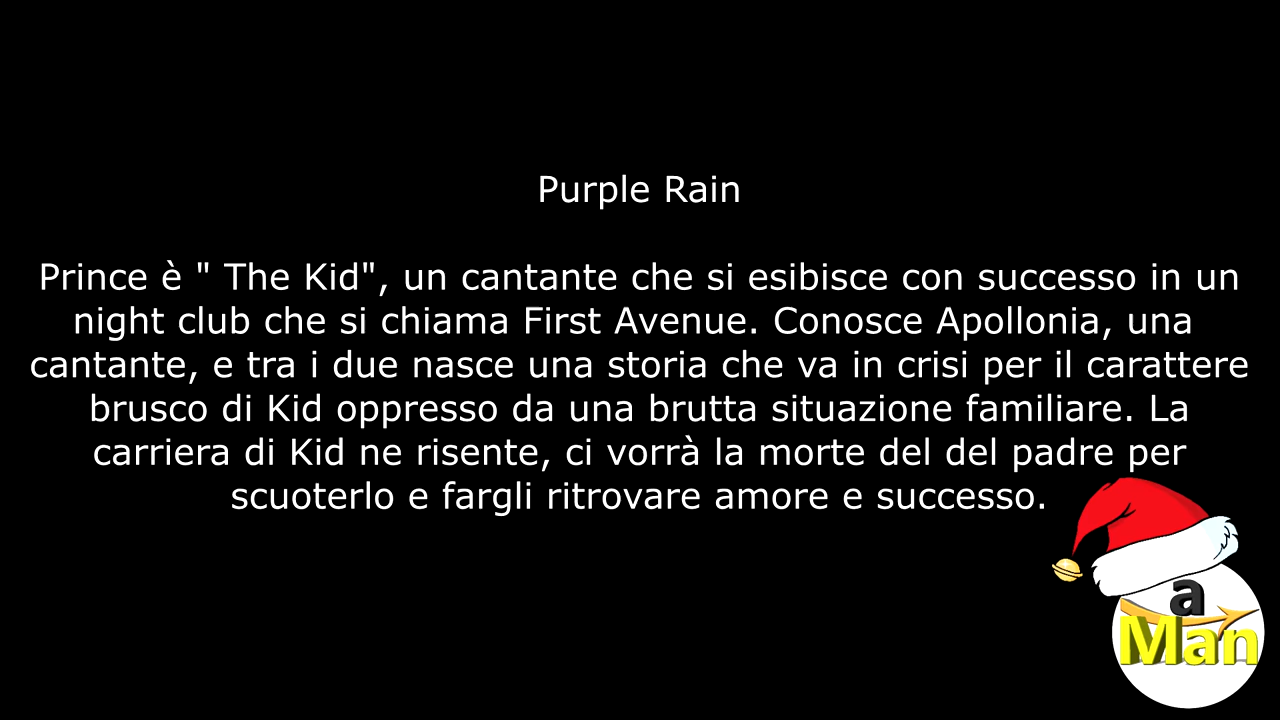 Purple Rain
Prince è " The Kid", un cantante che si esibisce con successo in un
night club che si chiama First Avenue. Conosce Apollonia, una
cantante, e tra i due nasce una storia che va in crisi per il carattere
brusco di Kid oppresso da una brutta situazione familiare. La
carriera di Kid ne risente, ci vorrà la morte del del padre per
scuoterlo e fargli ritrovare amore e successo.
a
Man